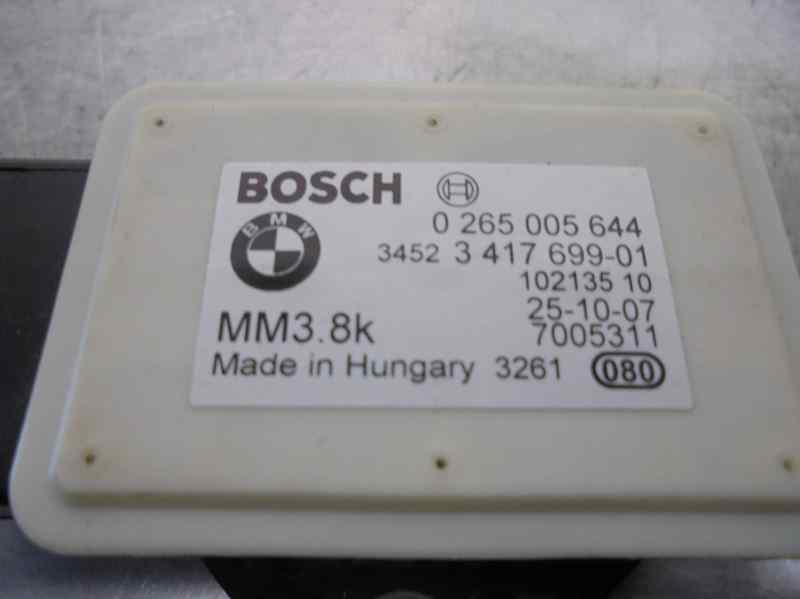 BOSCH
BMW
0 265 005 644
3452 3 417 699-01
102135 10
25-10-07
MM3.8k 7005311
Made in Hungary 3261 080